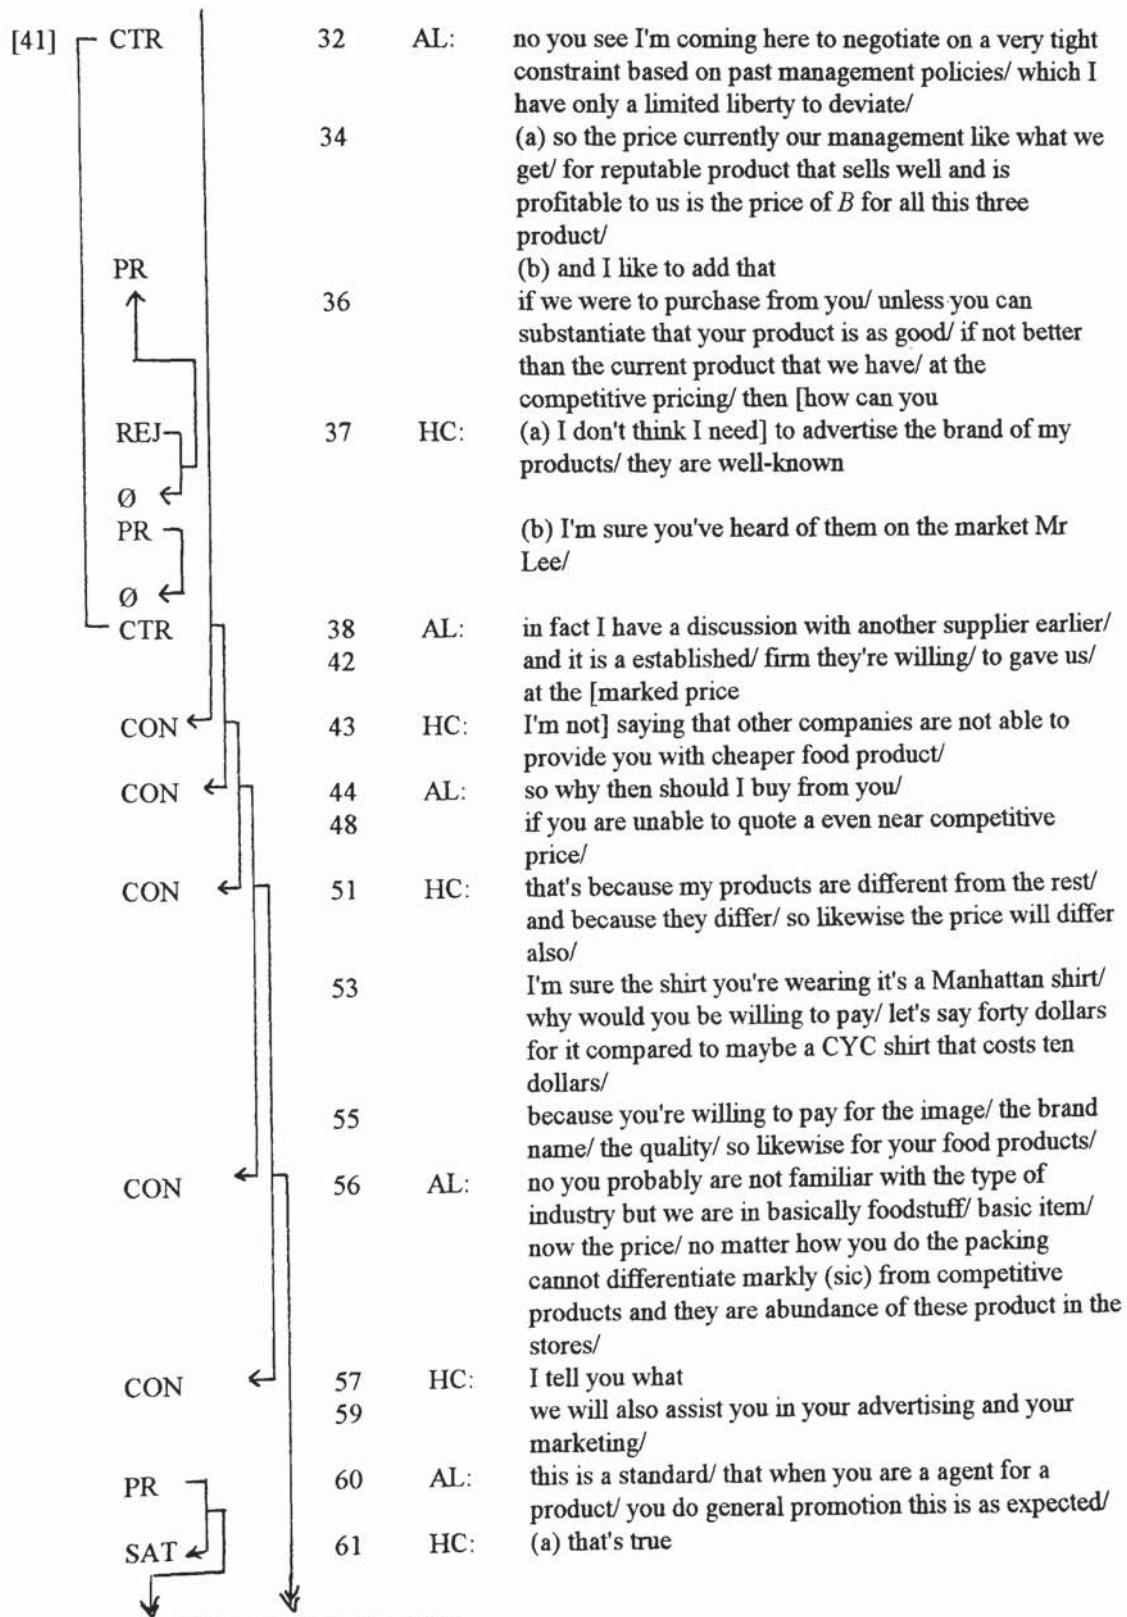 [41] CTR 32 AL: no you see I'm coming here to negotiate on a very tight
constraint based on past management policies/ which I
have only a limited liberty to deviate/
34 (a) so the price currently our management like what we
get/ for reputable product that sells well and is
profitable to us is the price of B for all this three
product/
PR (b) and I like to add that
36 if we were to purchase from you/ unless you can
substantiate that your product is as good/ if not better
than the current product that we have/ at the
competitive pricing/ then [how can you
REJ 37 HC: (a) I don't think I need] to advertise the brand of my
products/ they are well-known
Ø
PR (b) I'm sure you've heard of them on the market Mr
Lee/
Ø
CTR 38 AL: in fact I have a discussion with another supplier earlier/
42 and it is a established/ firm they're willing/ to gave us/
at the [marked price
CON 43 HC: I'm not] saying that other companies are not able to
provide you with cheaper food product/
CON 44 AL: so why then should I buy from you/
48 if you are unable to quote a even near competitive
price/
CON 51 HC: that's because my products are different from the rest/
and because they differ/ so likewise the price will differ
also/
53 I'm sure the shirt you're wearing it's a Manhattan shirt/
why would you be willing to pay/ let's say forty dollars
for it compared to maybe a CYC shirt that costs ten
dollars/
55 because you're willing to pay for the image/ the brand
name/ the quality/ so likewise for your food products/
CON 56 AL: no you probably are not familiar with the type of
industry but we are in basically foodstuff/ basic item/
now the price/ no matter how you do the packing
cannot differentiate markly (sic) from competitive
products and they are abundance of these product in the
stores/
CON 57 HC: I tell you what
59 we will also assist you in your advertising and your
marketing/
PR 60 AL: this is a standard/ that when you are a agent for a
product/ you do general promotion this is as expected/
SAT 61 HC: (a) that's true